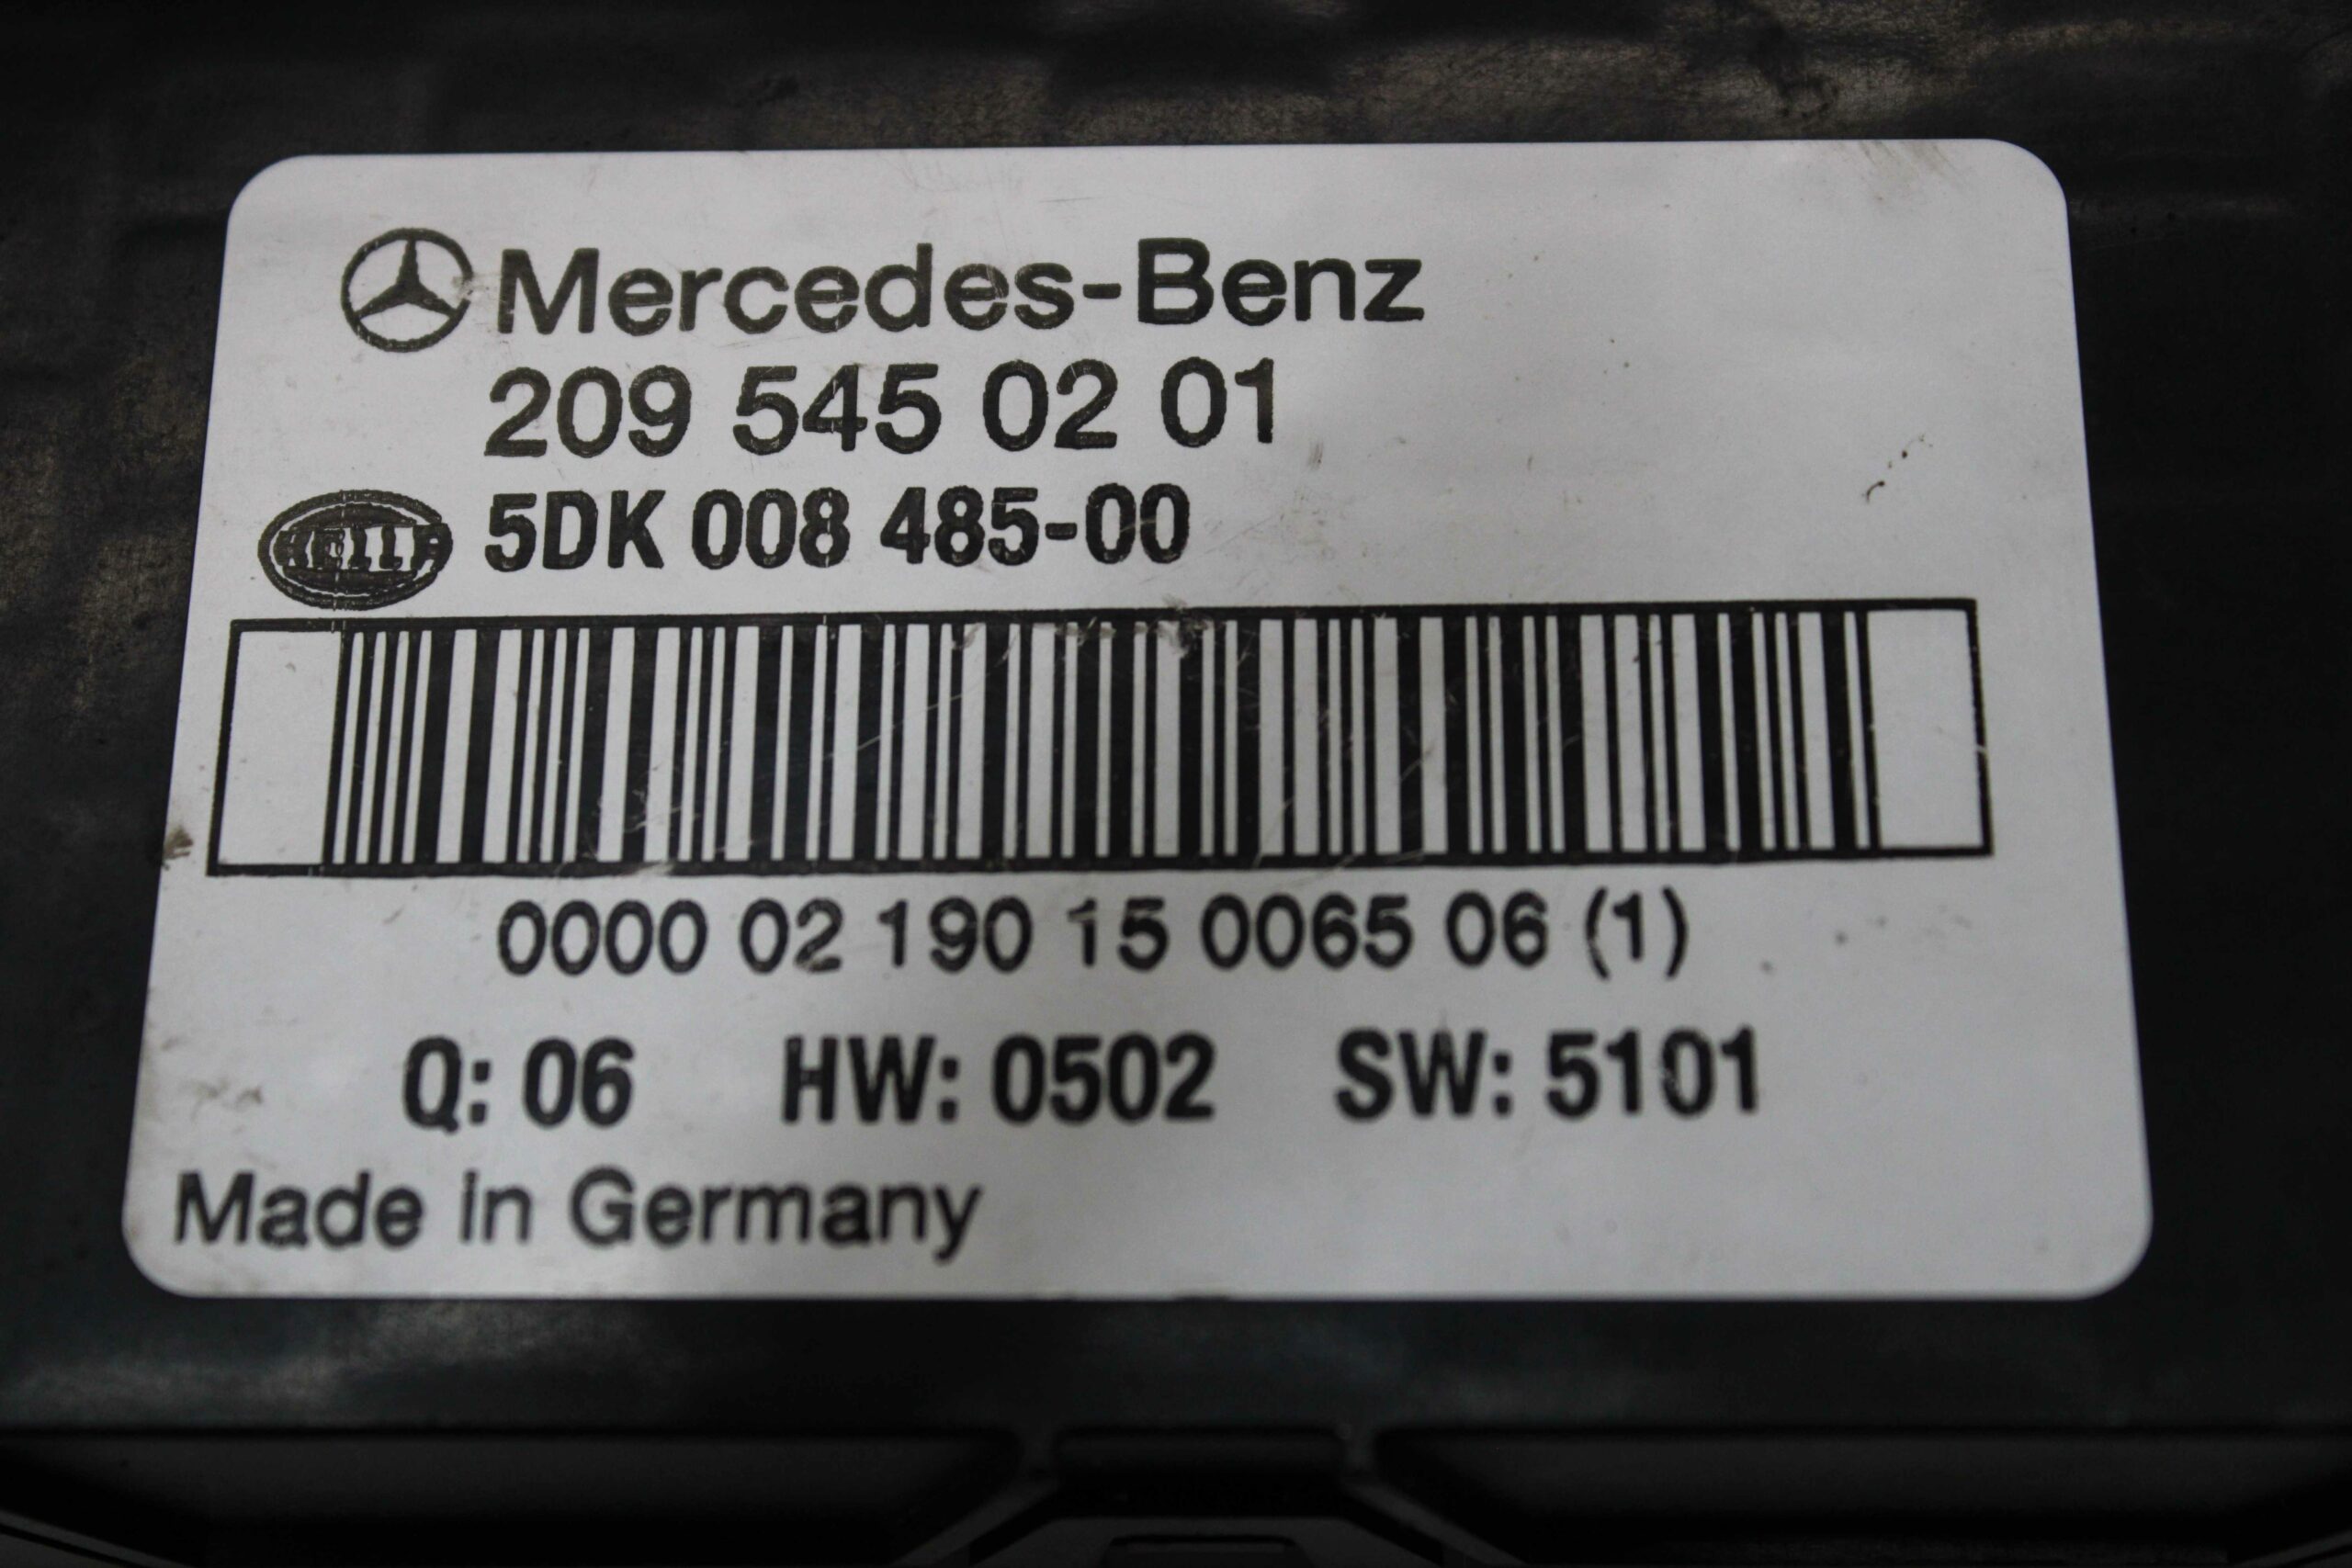 Mercedes-Benz
209 545 02 01
HELLA 5DK 008 485-00
0000 02 190 15 0065 06 (1)
Q: 06 HW: 0502 SW: 5101
Made in Germany